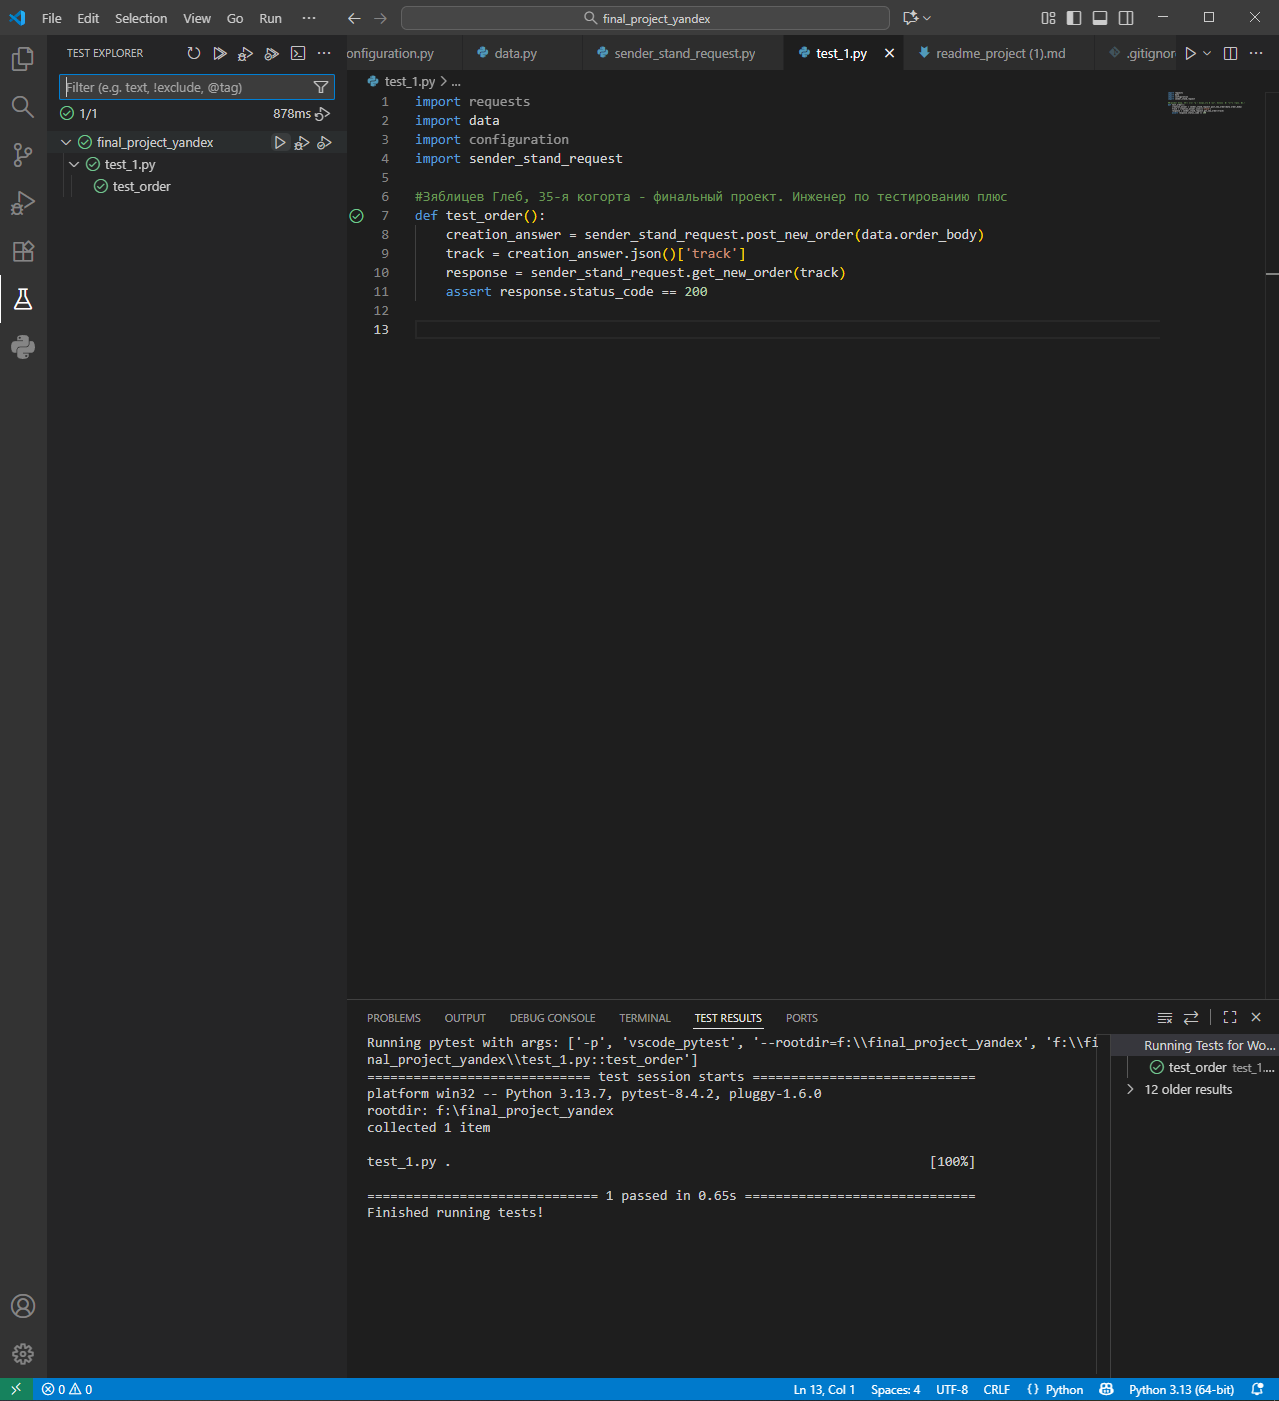 File Edit Selection View Go Run ··· final_project_yandex
TEST EXPLORER
Filter (e.g. text, !exclude, @tag)
1/1 878ms
final_project_yandex
test_1.py
test_order
onfiguration.py data.py sender_stand_request.py test_1.py readme_project (1).md .gitignor
test_1.py > ...
1 import requests
2 import data
3 import configuration
4 import sender_stand_request
5
6 #Зяблицев Глеб, 35-я когорта - финальный проект. Инженер по тестированию плюс
7 def test_order():
8 creation_answer = sender_stand_request.post_new_order(data.order_body)
9 track = creation_answer.json()['track']
10 response = sender_stand_request.get_new_order(track)
11 assert response.status_code == 200
12
13
PROBLEMS OUTPUT DEBUG CONSOLE TERMINAL TEST RESULTS PORTS
Running pytest with args: ['-p', 'vscode_pytest', '--rootdir=f:\\final_project_yandex', 'f:\\fi
nal_project_yandex\\test_1.py::test_order']
============================= test session starts =============================
platform win32 -- Python 3.13.7, pytest-8.4.2, pluggy-1.6.0
rootdir: f:\final_project_yandex
collected 1 item
test_1.py . [100%]
============================== 1 passed in 0.65s ==============================
Finished running tests!
Running Tests for Wo...
test_order test_1....
12 older results
0 0 Ln 13, Col 1 Spaces: 4 UTF-8 CRLF {} Python Python 3.13 (64-bit)